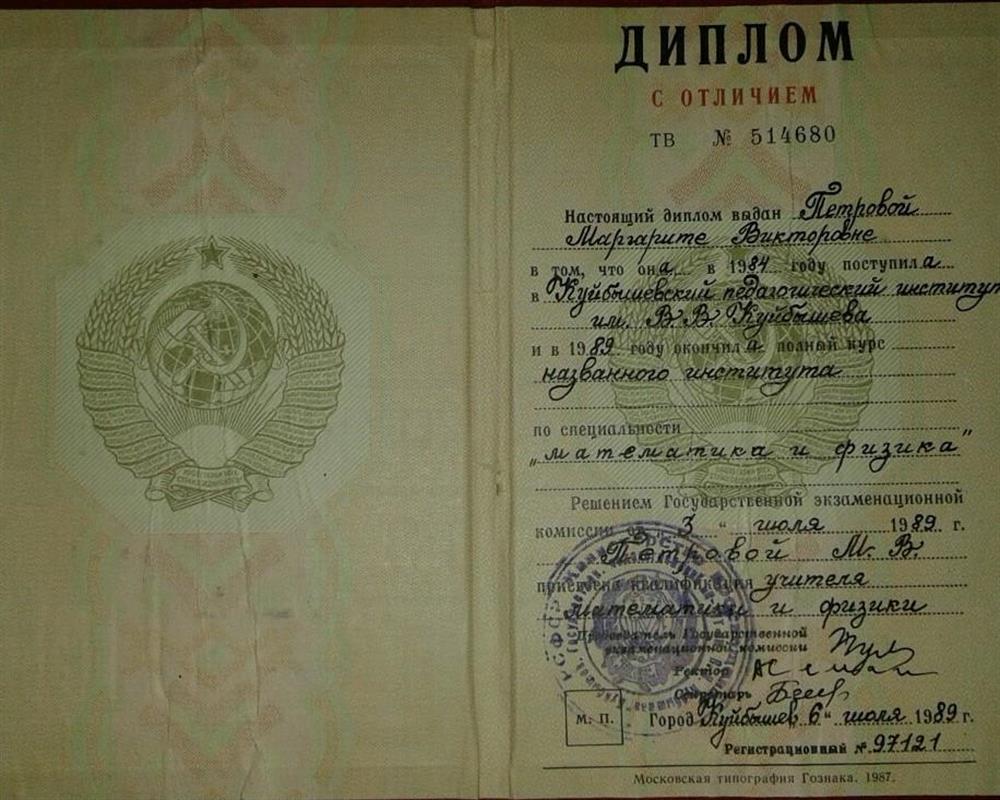 ДИПЛОМ
С ОТЛИЧИЕМ
ТВ № 514680
Настоящий диплом выдан Петровой
Маргарите Викторовне
в том, что она в 1984 году поступила
в Куйбышевский педагогический институт
им. В.В. Куйбышева
и в 1989 году окончила полный курс
названного института
по специальности
„математика и физика"
Решением Государственной экзаменационной
комиссии от „3" июля 1989 г.
Петровой М. В.
присвоена квалификация учителя
математики и физики
Председатель Государственной
экзаменационной комиссии
Ректор
Секретарь
М. П. Город Куйбышев 6" июля 1989 г.
Регистрационный № 97121
Московская типография Гознака. 1987.